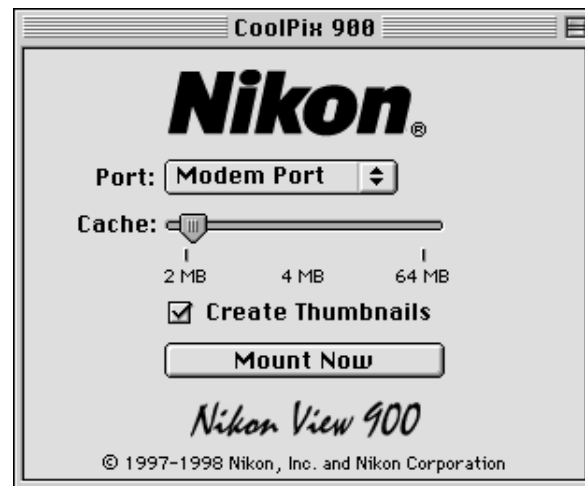 CoolPix 900
Nikon®
Port: Modem Port
Cache:
2 MB 4 MB 64 MB
Create Thumbnails
Mount Now
Nikon View 900
© 1997-1998 Nikon, Inc. and Nikon Corporation